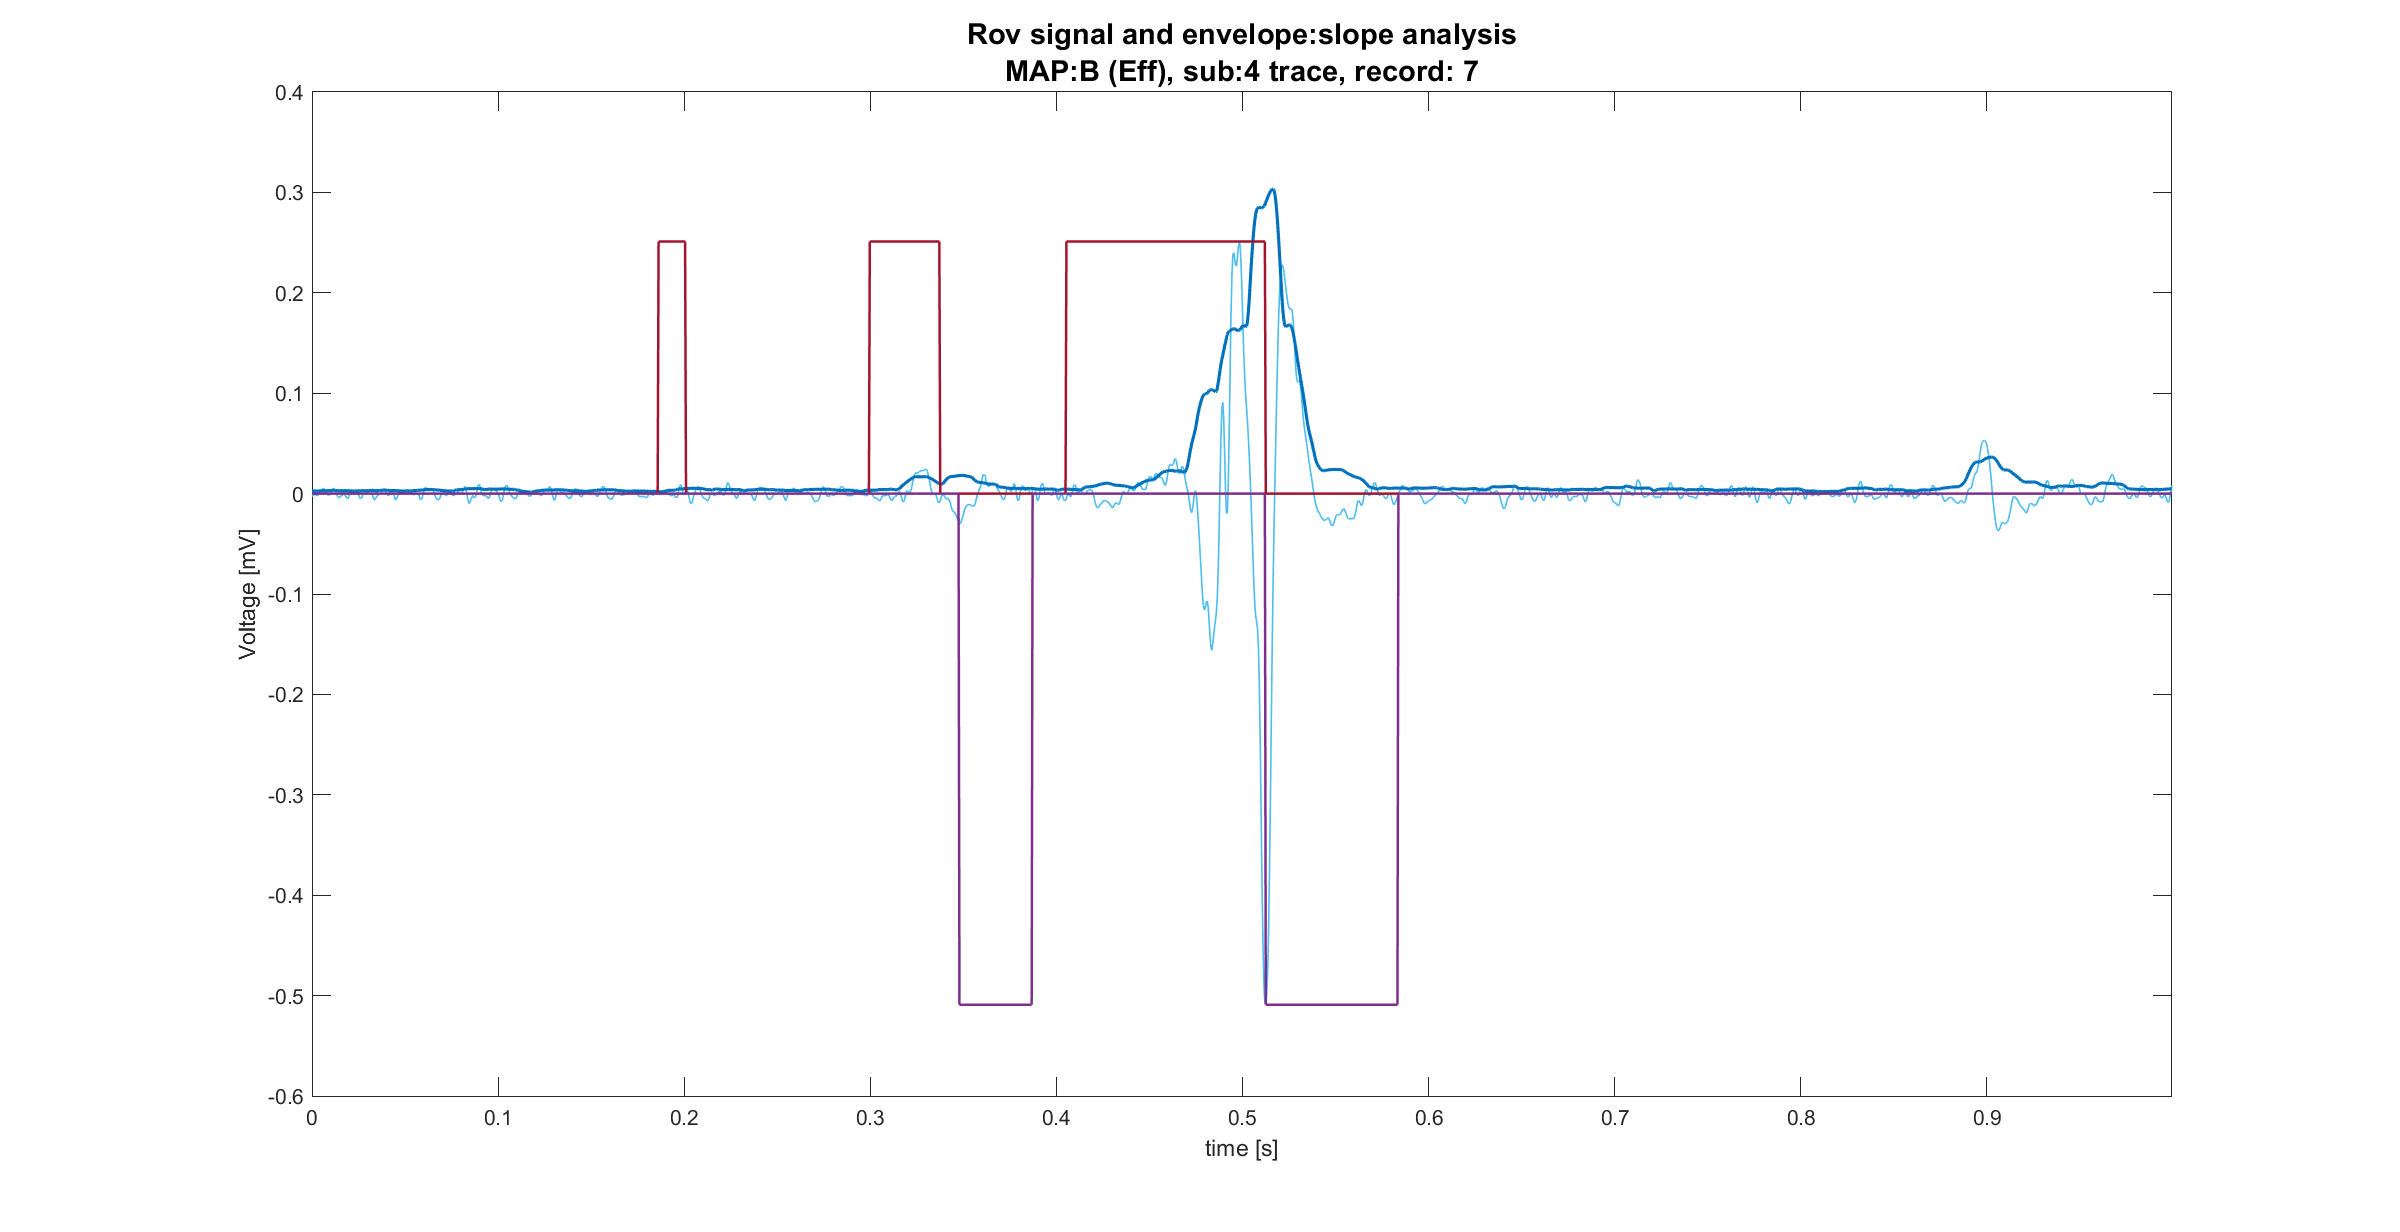 Rov signal and envelope:slope analysis
MAP:B (Eff), sub:4 trace, record: 7
0.4
0.3
0.2
0.1
0
-0.1
-0.2
-0.3
-0.4
-0.5
-0.6
Voltage [mV]
0 0.1 0.2 0.3 0.4 0.5 0.6 0.7 0.8 0.9
time [s]